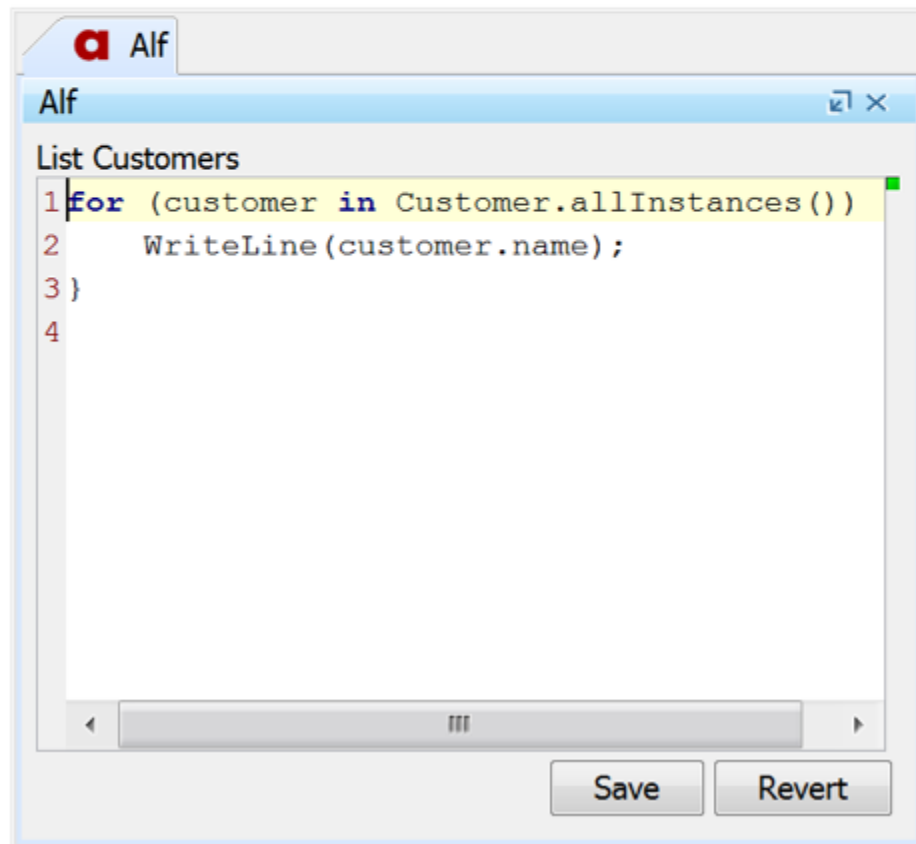 a Alf
Alf
List Customers
1 for (customer in Customer.allInstances())
2 WriteLine(customer.name);
3 }
4
Save Revert